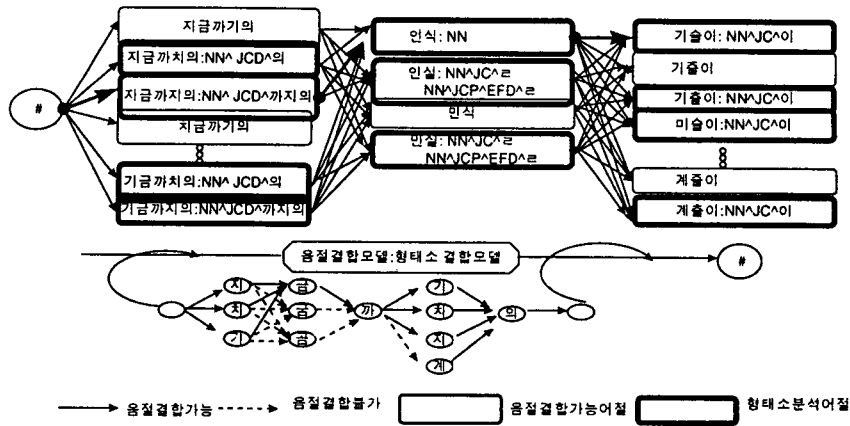 #
지금까기의
지금까치의:NN^ JCD^의
지금까지의:NN^ JCD^까지의
치금까기의
기금까치의:NN^ JCD^의
기금까지의:NN^JCD^까지의
인식: NN
인실: NN^JC^ㄹ
NN^JCP^EFD^ㄹ
민식
민실: NN^JC^ㄹ
NN^JCP^EFD^ㄹ
기술이: NN^JC^이
기줄이
기출이: NN^JC^이
미술이:NN^JC^이
계줄이
계출이: NN^JC^이
음절결합모델:형태소 결합모델
#
지 금 기
치 굼 까 치 의
기 곰 지
계
음절결합가능 음절결합불가 음절결합가능어절 형태소분석어절